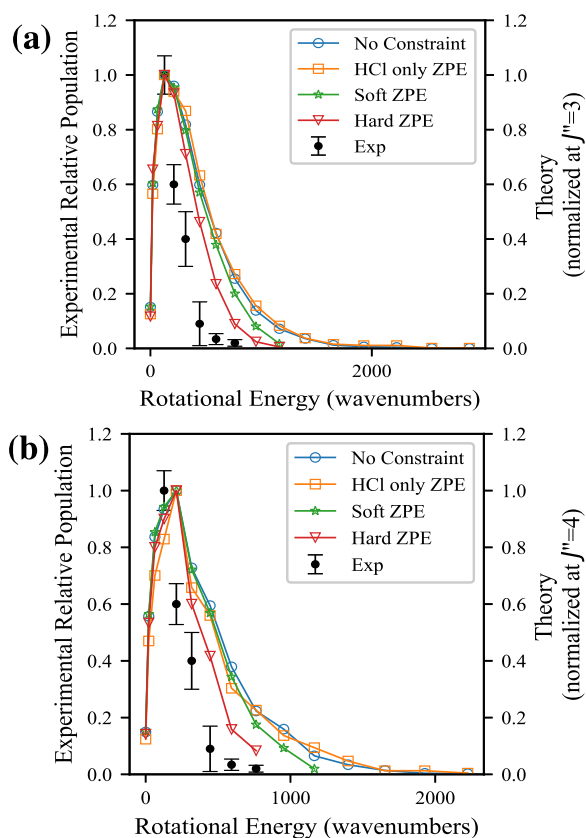 (a)
Experimental Relative Population
1.2
1.0
0.8
0.6
0.4
0.2
0.0
No Constraint
HCl only ZPE
Soft ZPE
Hard ZPE
Exp
1.2
1.0
0.8
0.6
0.4
0.2
0.0
Theory
(normalized at J"=3)
0
2000
Rotational Energy (wavenumbers)
(b)
Experimental Relative Population
1.2
1.0
0.8
0.6
0.4
0.2
0.0
No Constraint
HCl only ZPE
Soft ZPE
Hard ZPE
Exp
1.2
1.0
0.8
0.6
0.4
0.2
0.0
Theory
(normalized at J"=4)
0
1000
2000
Rotational Energy (wavenumbers)